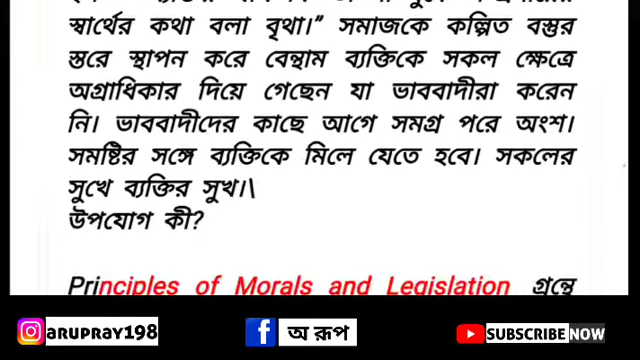 স্বার্থের কথা বলা বৃথা।” সমাজকে কল্পিত বস্তুর
স্তরে স্থাপন করে বেন্থাম ব্যক্তিকে সকল ক্ষেত্রে
অগ্রাধিকার দিয়ে গেছেন যা ভাববাদীরা করেন
নি। ভাববাদীদের কাছে আগে সমগ্র পরে অংশ।
সমষ্টির সঙ্গে ব্যক্তিকে মিলে যেতে হবে। সকলের
সুখে ব্যক্তির সুখ।\
উপযোগ কী?
Principles of Morals and Legislation গ্রন্থে
arupray198 অ রূপ SUBSCRIBE NOW